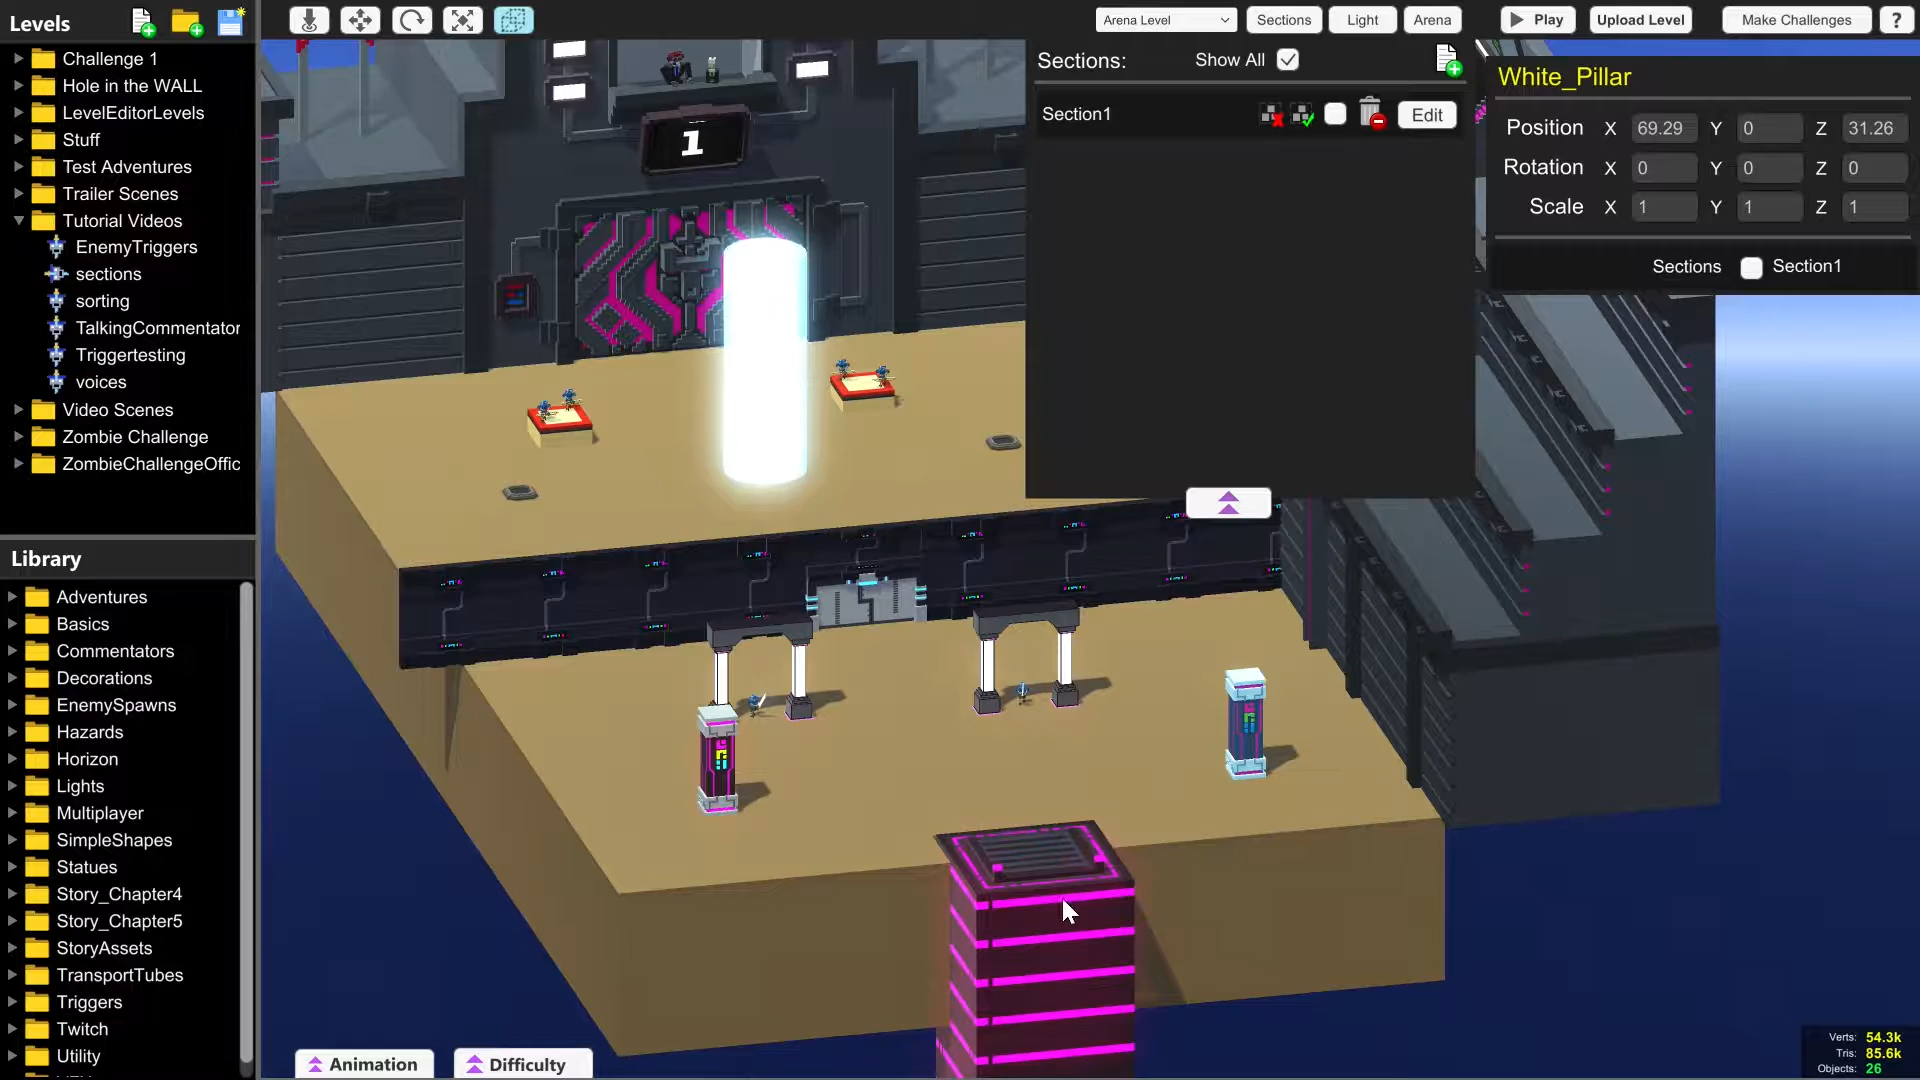 Levels
Challenge 1
Hole in the WALL
LevelEditorLevels
Stuff
Test Adventures
Trailer Scenes
Tutorial Videos
EnemyTriggers
sections
sorting
TalkingCommentator
Triggertesting
voices
Video Scenes
Zombie Challenge
ZombieChallengeOffic
Library
Adventures
Basics
Commentators
Decorations
EnemySpawns
Hazards
Horizon
Lights
Multiplayer
SimpleShapes
Statues
Story_Chapter4
Story_Chapter5
StoryAssets
TransportTubes
Triggers
Twitch
Utility
Arena Level Sections Light Arena Play Upload Level Make Challenges ?
Sections: Show All
Section1 Edit
1
White_Pillar
Position X 69.29 Y 0 Z 31.26
Rotation X 0 Y 0 Z 0
Scale X 1 Y 1 Z 1
Sections Section1
Animation Difficulty
Verts: 54.3k
Tris: 85.6k
Objects: 26